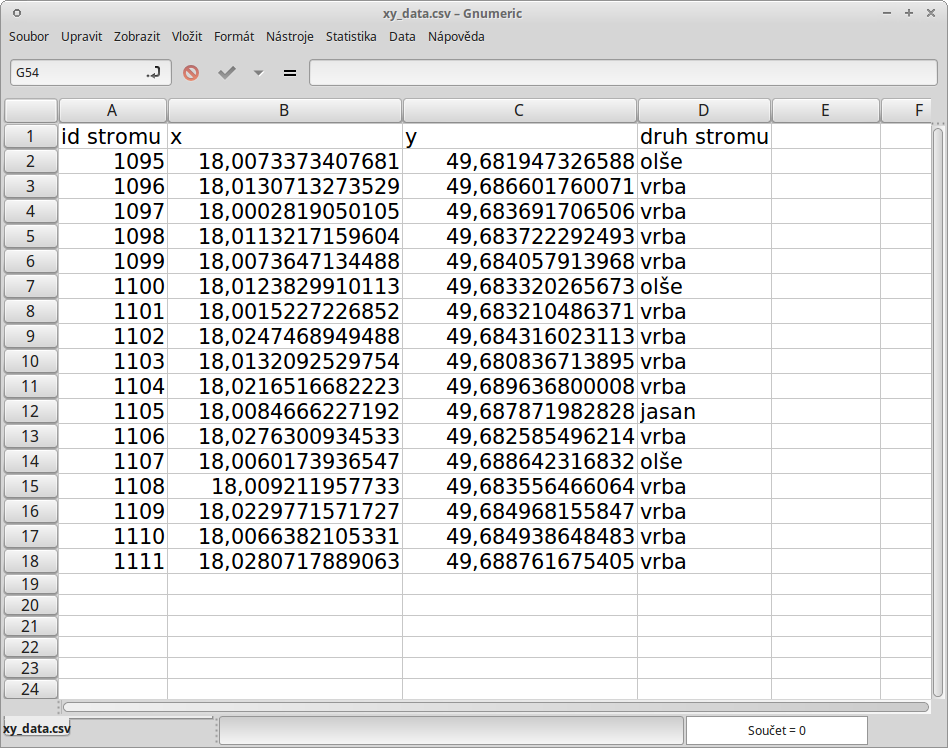 xy_data.csv – Gnumeric
Soubor Upravit Zobrazit Vložit Formát Nástroje Statistika Data Nápověda
G54 =
A B C D E F
1 id stromu x y druh stromu
2 1095 18,0073373407681 49,681947326588 olše
3 1096 18,0130713273529 49,686601760071 vrba
4 1097 18,0002819050105 49,683691706506 vrba
5 1098 18,0113217159604 49,683722292493 vrba
6 1099 18,0073647134488 49,684057913968 vrba
7 1100 18,0123829910113 49,683320265673 olše
8 1101 18,0015227226852 49,683210486371 vrba
9 1102 18,0247468949488 49,684316023113 vrba
10 1103 18,0132092529754 49,680836713895 vrba
11 1104 18,0216516682223 49,689636800008 vrba
12 1105 18,0084666227192 49,687871982828 jasan
13 1106 18,0276300934533 49,682585496214 vrba
14 1107 18,0060173936547 49,688642316832 olše
15 1108 18,009211957733 49,683556466064 vrba
16 1109 18,0229771571727 49,684968155847 vrba
17 1110 18,0066382105331 49,684938648483 vrba
18 1111 18,0280717889063 49,688761675405 vrba
19
20
21
22
23
24
xy_data.csv Součet = 0